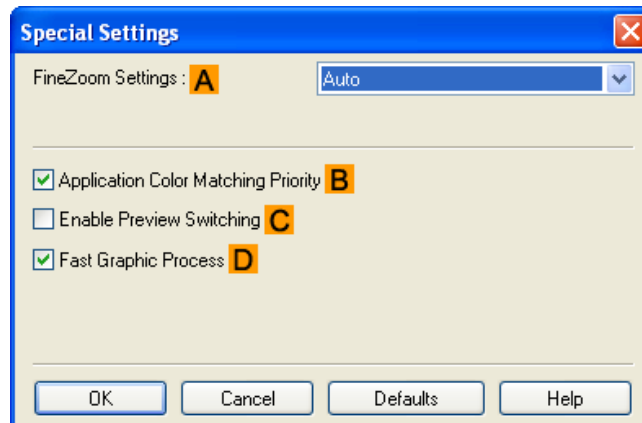 Special Settings
FineZoom Settings : A Auto
Application Color Matching Priority B
Enable Preview Switching C
Fast Graphic Process D
OK Cancel Defaults Help